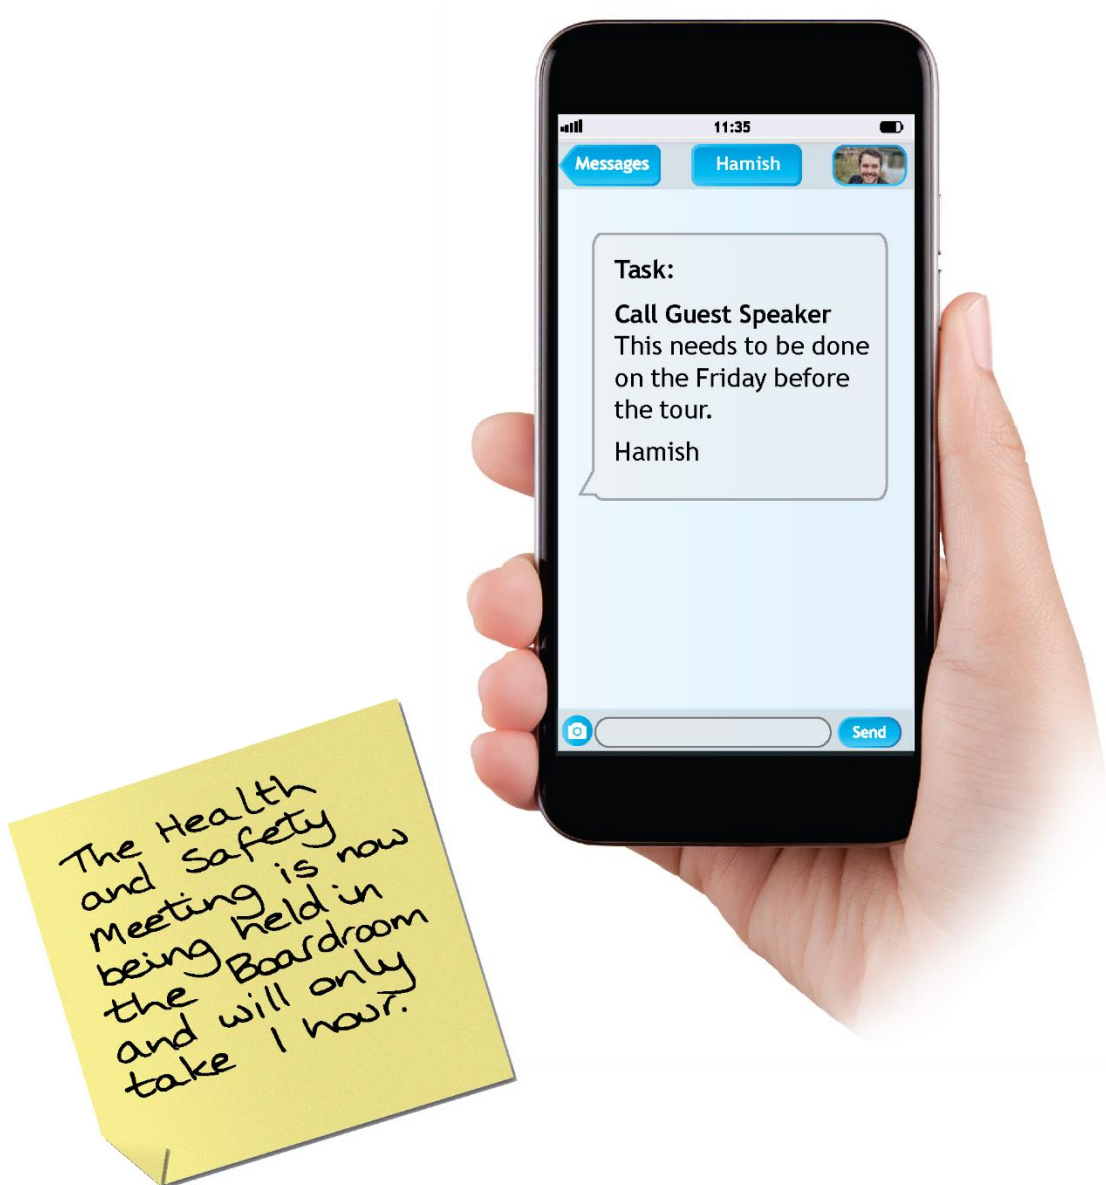 11:35
Messages
Hamish
Task:
Call Guest Speaker
This needs to be done
on the Friday before
the tour.
Hamish
Send
The Health
and Safety
Meeting is now
being held in
the Boardroom
and will only
take 1 hour.